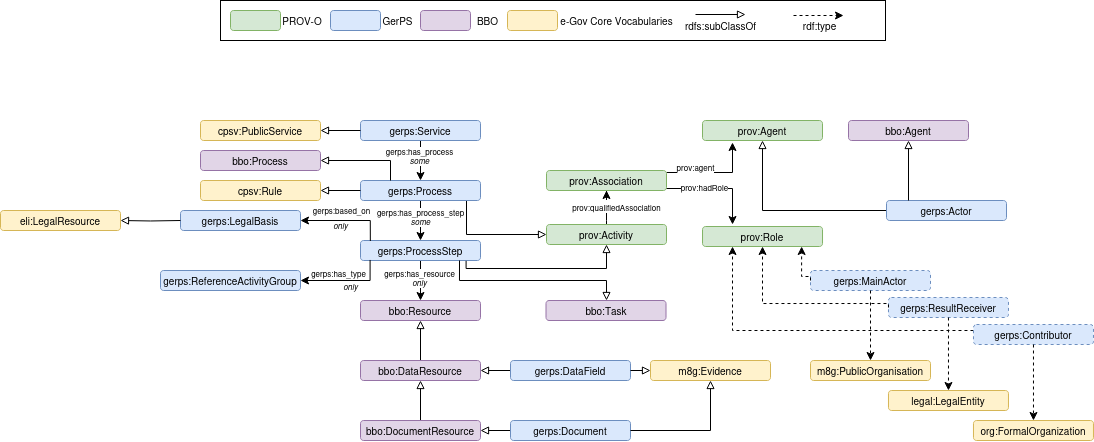 PROV-O GerPS BBO e-Gov Core Vocabularies rdfs:subClassOf rdf:type
cpsv:PublicService gerps:Service prov:Agent bbo:Agent
gerps:has_process
some
bbo:Process
prov:agent
prov:Association
cpsv:Rule gerps:Process
prov:hadRole
gerps:based_on gerps:has_process_step prov:qualifiedAssociation gerps:Actor
eli:LegalResource gerps:LegalBasis
only some
prov:Activity prov:Role
gerps:ProcessStep
gerps:ReferenceActivityGroup gerps:has_type gerps:has_resource gerps:MainActor
only only
bbo:Resource bbo:Task gerps:ResultReceiver
gerps:Contributor
bbo:DataResource gerps:DataField m8g:Evidence m8g:PublicOrganisation
legal:LegalEntity
bbo:DocumentResource gerps:Document org:FormalOrganization